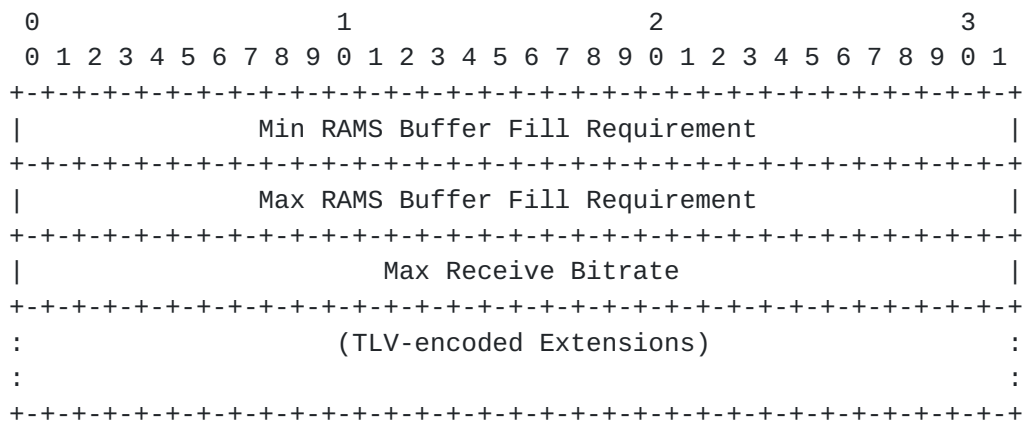 0                   1                   2                   3
 0 1 2 3 4 5 6 7 8 9 0 1 2 3 4 5 6 7 8 9 0 1 2 3 4 5 6 7 8 9 0 1
+-+-+-+-+-+-+-+-+-+-+-+-+-+-+-+-+-+-+-+-+-+-+-+-+-+-+-+-+-+-+-+-+
|               Min RAMS Buffer Fill Requirement                |
+-+-+-+-+-+-+-+-+-+-+-+-+-+-+-+-+-+-+-+-+-+-+-+-+-+-+-+-+-+-+-+-+
|               Max RAMS Buffer Fill Requirement                |
+-+-+-+-+-+-+-+-+-+-+-+-+-+-+-+-+-+-+-+-+-+-+-+-+-+-+-+-+-+-+-+-+
|                       Max Receive Bitrate                     |
+-+-+-+-+-+-+-+-+-+-+-+-+-+-+-+-+-+-+-+-+-+-+-+-+-+-+-+-+-+-+-+-+
:                    (TLV-encoded Extensions)                   :
:                                                               :
+-+-+-+-+-+-+-+-+-+-+-+-+-+-+-+-+-+-+-+-+-+-+-+-+-+-+-+-+-+-+-+-+